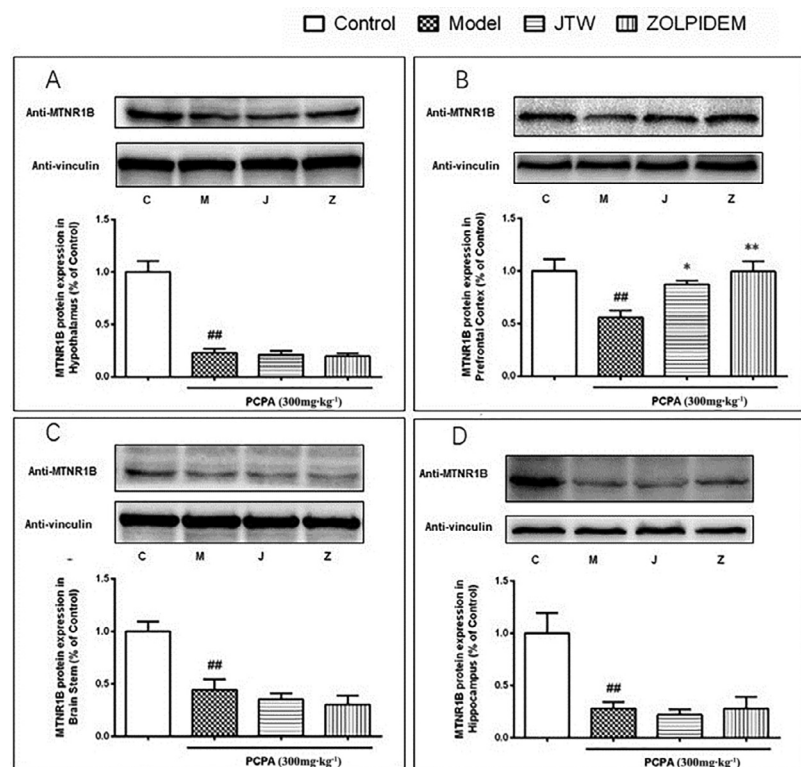 Control Model JTW ZOLPIDEM
A
Anti-MTNR1B
Anti-vinculin
C M J Z
MTNR1B protein expression in
Hypothalamus (% of Control)
1.5
1.0
0.5
0.0
##
PCPA (300mg·kg⁻¹)
B
Anti-MTNR1B
Anti-vinculin
C M J Z
MTNR1B protein expression in
Prefrontal Cortex (% of Control)
1.5
1.0
0.5
0.0
##
*
**
PCPA (300mg·kg⁻¹)
C
Anti-MTNR1B
Anti-vinculin
C M J Z
MTNR1B protein expression in
Brain Stem (% of Control)
1.5
1.0
0.5
0.0
##
PCPA (300mg·kg⁻¹)
D
Anti-MTNR1B
Anti-vinculin
C M J Z
MTNR1B protein expression in
Hippocampus (% of Control)
1.5
1.0
0.5
0.0
##
PCPA (300mg·kg⁻¹)